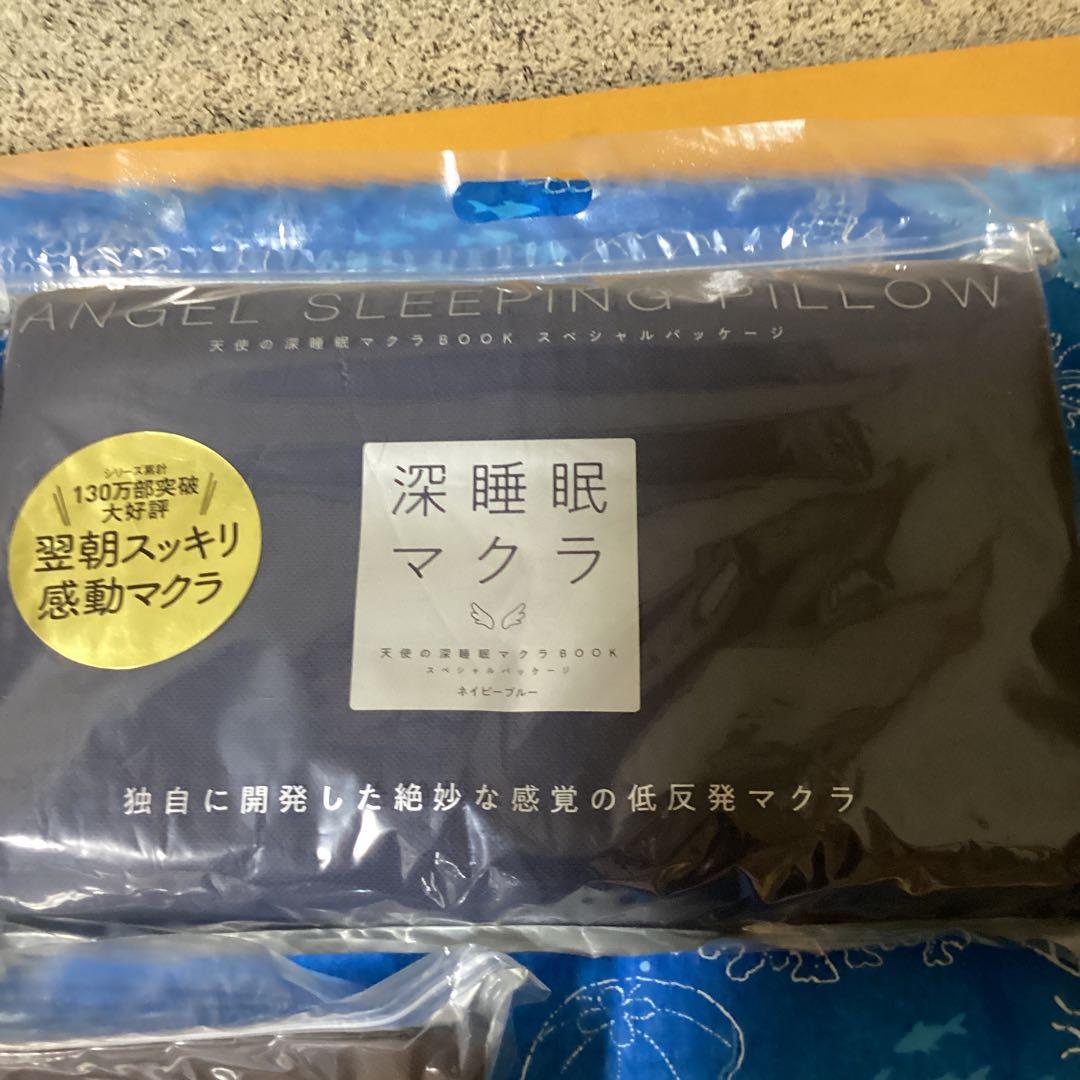 ANGEL SLEEPING PILLOW
天使の深睡眠マクラBOOK スペシャルパッケージ
シリーズ累計
130万部突破
大好評
翌朝スッキリ
感動マクラ
深睡眠
マクラ
天使の深睡眠マクラBOOK
スペシャルパッケージ
ネイビーブルー
独自に開発した絶妙な感覚の低反発マクラ